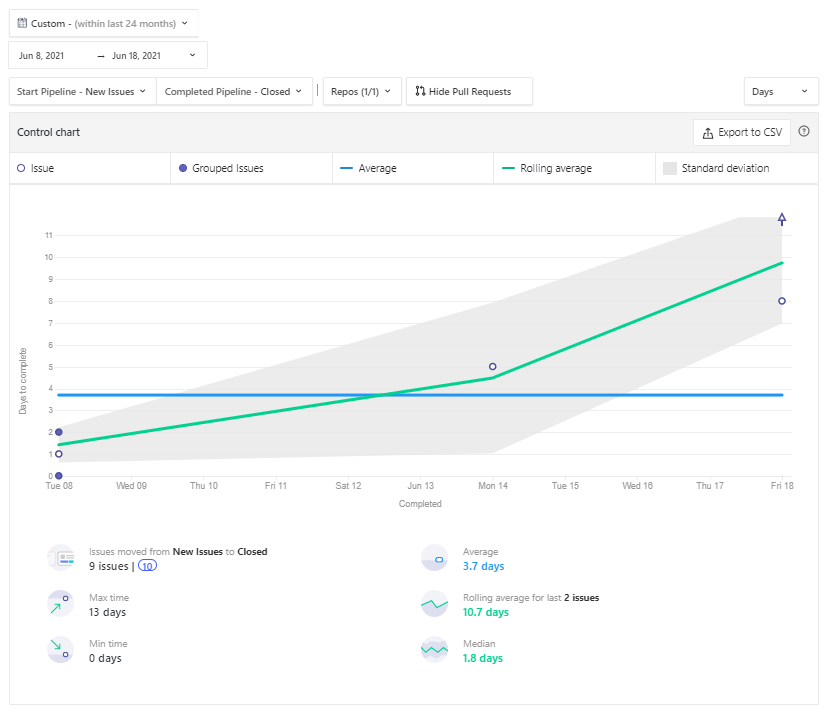 Custom - (within last 24 months)
Jun 8, 2021 → Jun 18, 2021
Start Pipeline - New Issues Completed Pipeline - Closed | Repos (1/1) Hide Pull Requests Days
Control chart Export to CSV ?
Issue Grouped Issues Average Rolling average Standard deviation
11
10
9
8
7
6
5
4
3
2
1
0
Days to complete
Tue 08 Wed 09 Thu 10 Fri 11 Sat 12 Jun 13 Mon 14 Tue 15 Wed 16 Thu 17 Fri 18
Completed
Issues moved from New Issues to Closed
9 issues | 10
Average
3.7 days
Max time
13 days
Rolling average for last 2 issues
10.7 days
Min time
0 days
Median
1.8 days